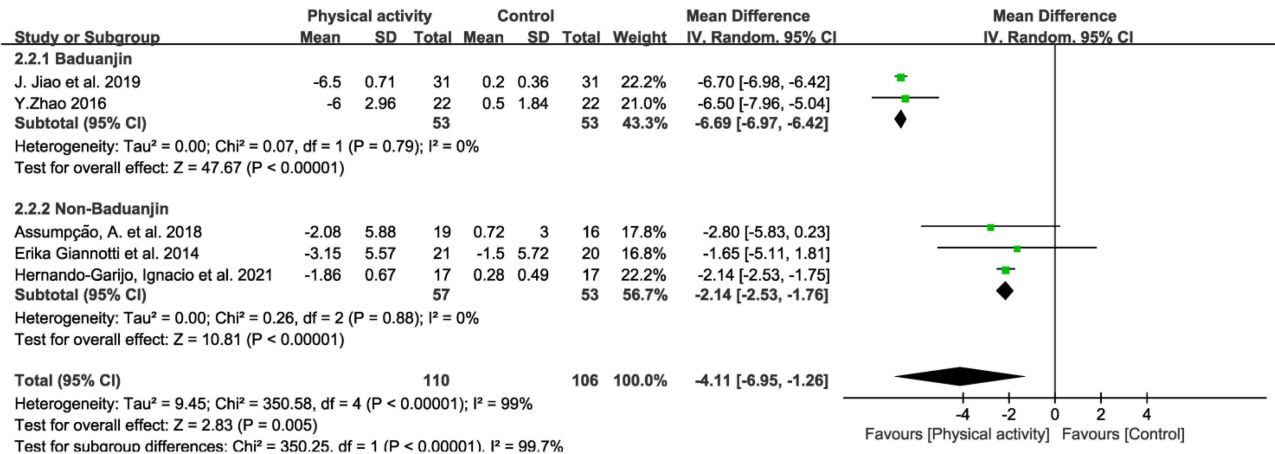 Physical activity Control Mean Difference Mean Difference
Study or Subgroup Mean SD Total Mean SD Total Weight IV, Random, 95% CI IV, Random, 95% CI
2.2.1 Baduanjin
J. Jiao et al. 2019 -6.5 0.71 31 0.2 0.36 31 22.2% -6.70 [-6.98, -6.42]
Y.Zhao 2016 -6 2.96 22 0.5 1.84 22 21.0% -6.50 [-7.96, -5.04]
Subtotal (95% CI) 53 53 43.3% -6.69 [-6.97, -6.42]
Heterogeneity: Tau² = 0.00; Chi² = 0.07, df = 1 (P = 0.79); I² = 0%
Test for overall effect: Z = 47.67 (P < 0.00001)
2.2.2 Non-Baduanjin
Assumpção, A. et al. 2018 -2.08 5.88 19 0.72 3 16 17.8% -2.80 [-5.83, 0.23]
Erika Giannotti et al. 2014 -3.15 5.57 21 -1.5 5.72 20 16.8% -1.65 [-5.11, 1.81]
Hernando-Garijo, Ignacio et al. 2021 -1.86 0.67 17 0.28 0.49 17 22.2% -2.14 [-2.53, -1.75]
Subtotal (95% CI) 57 53 56.7% -2.14 [-2.53, -1.76]
Heterogeneity: Tau² = 0.00; Chi² = 0.26, df = 2 (P = 0.88); I² = 0%
Test for overall effect: Z = 10.81 (P < 0.00001)
Total (95% CI) 110 106 100.0% -4.11 [-6.95, -1.26]
Heterogeneity: Tau² = 9.45; Chi² = 350.58, df = 4 (P < 0.00001); I² = 99%
Test for overall effect: Z = 2.83 (P = 0.005)
Test for subgroup differences: Chi² = 350.25, df = 1 (P < 0.00001), I² = 99.7%
-4 -2 0 2 4
Favours [Physical activity] Favours [Control]